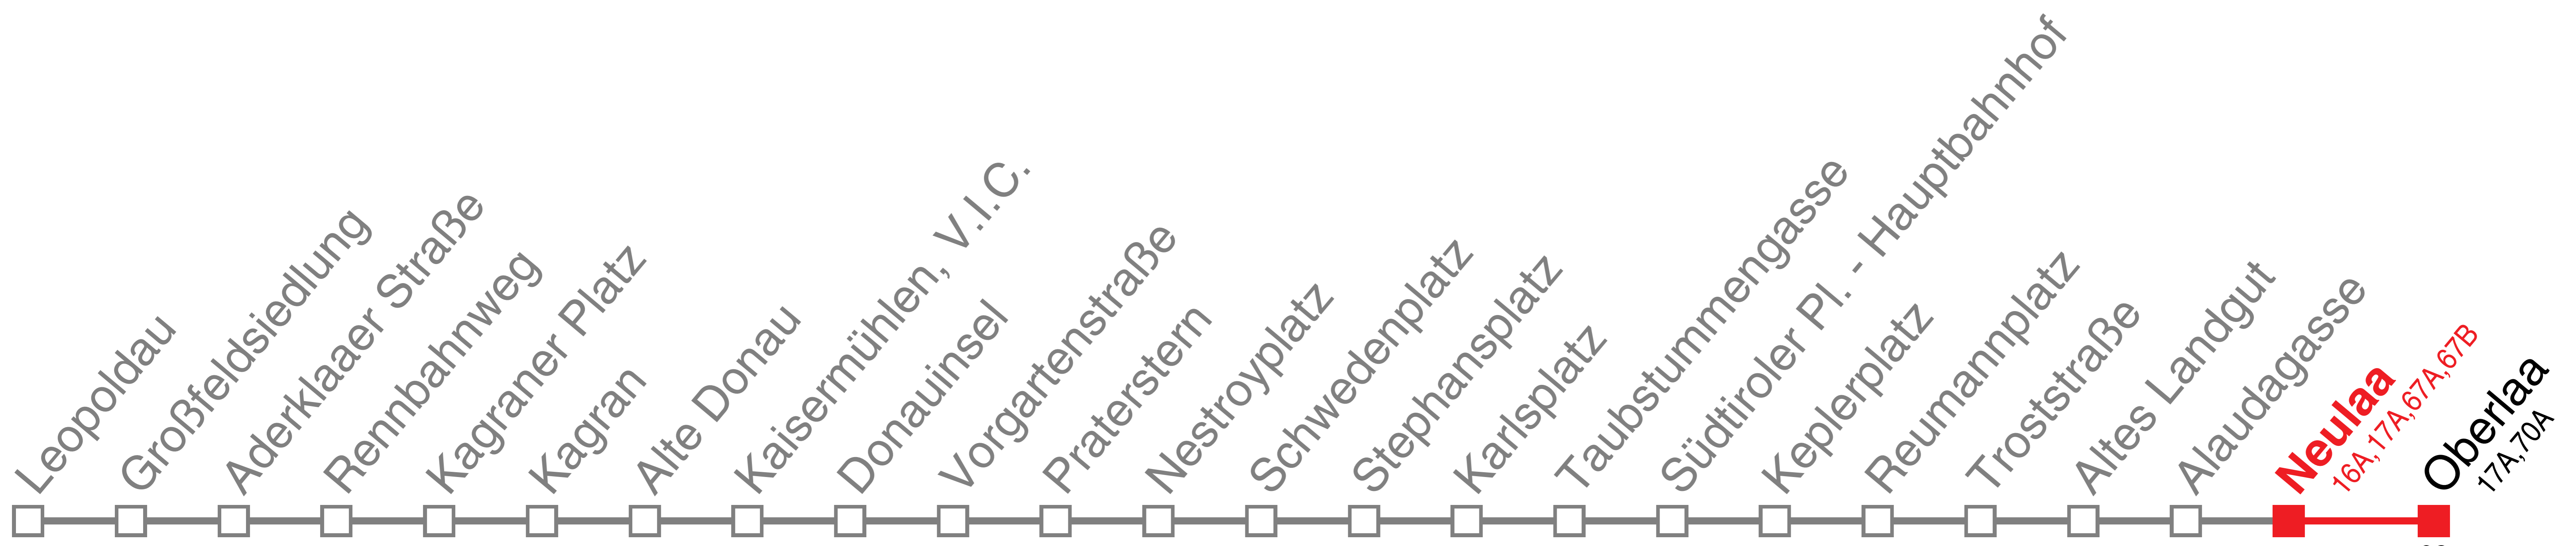 Leopoldau
Großfeldsiedlung
Aderklaaer Straße
Rennbahnweg
Kagraner Platz
Kagran
Alte Donau
Kaisermühlen, V.I.C.
Donauinsel
Vorgartenstraße
Praterstern
Nestroyplatz
Schwedenplatz
Stephansplatz
Karlsplatz
Taubstummengasse
Südtiroler Pl. - Hauptbahnhof
Keplerplatz
Reumannplatz
Troststraße
Altes Landgut
Alaudagasse
Neulaa
16A,17A,67A,67B
Oberlaa
17A,70A